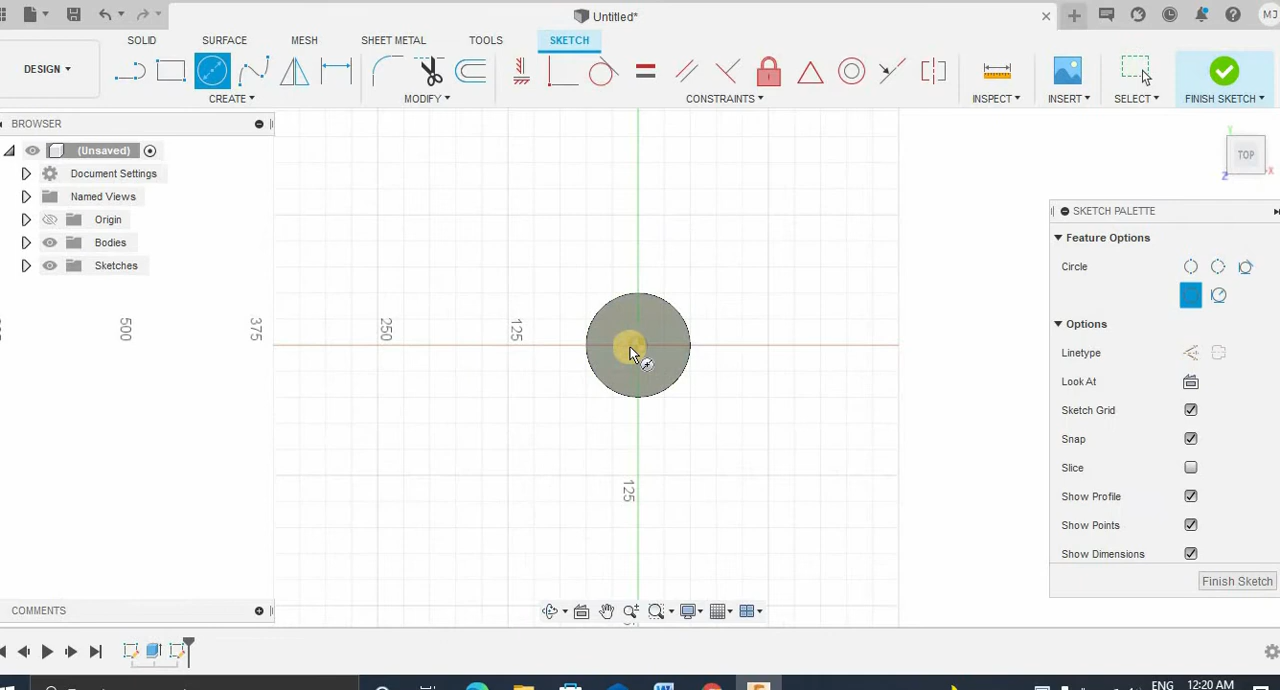 Untitled*
MJ
SOLID
SURFACE
MESH
SHEET METAL
TOOLS
SKETCH
DESIGN
CREATE
MODIFY
CONSTRAINTS
INSPECT
INSERT
SELECT
FINISH SKETCH
BROWSER
(Unsaved)
Document Settings
Named Views
Origin
Bodies
Sketches
500
375
250
125
125
Y
TOP
X
Z
SKETCH PALETTE
Feature Options
Circle
Options
Linetype
Look At
Sketch Grid
Snap
Slice
Show Profile
Show Points
Show Dimensions
Finish Sketch
COMMENTS
ENG
12:20 AM